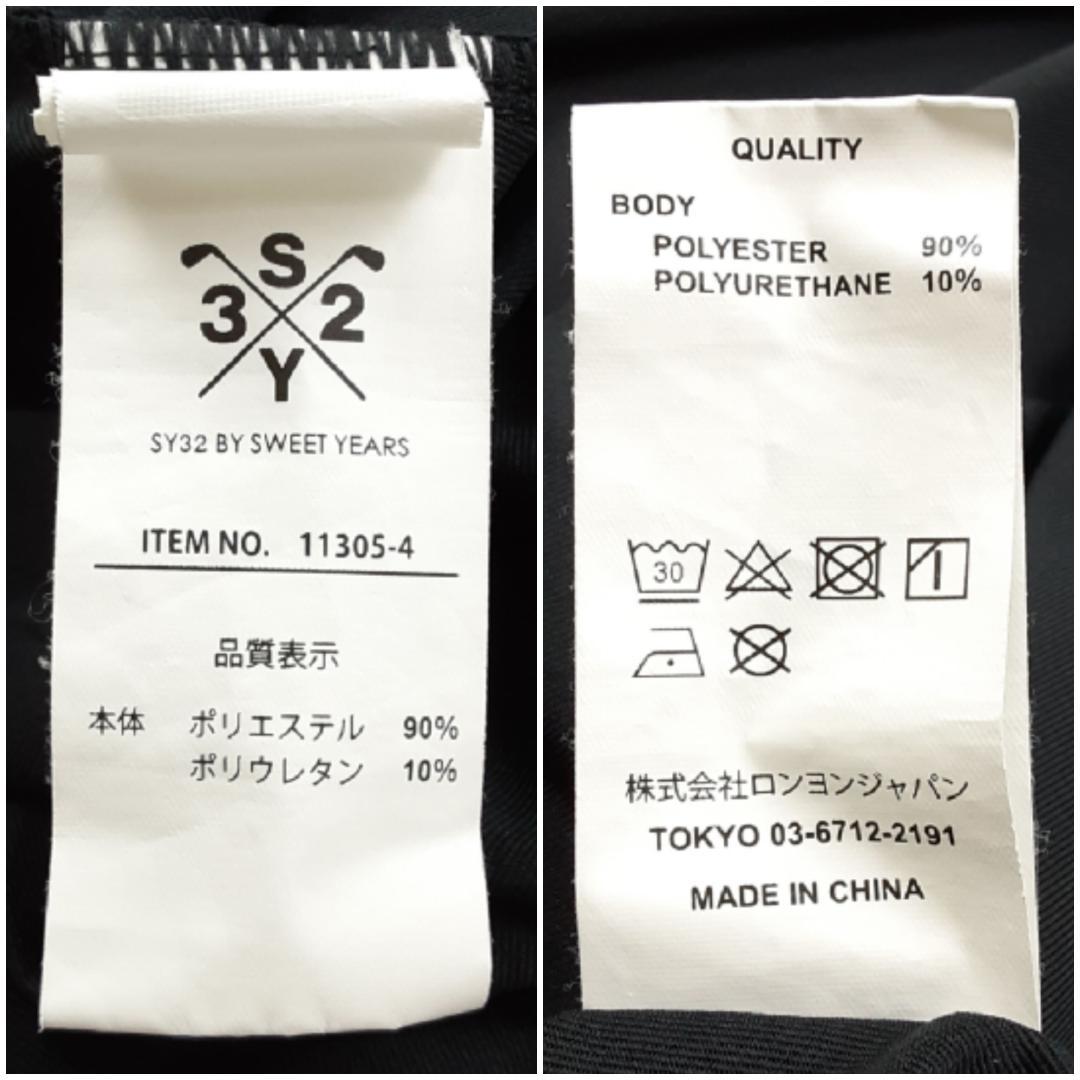 S
3 2
Y
SY32 BY SWEET YEARS
ITEM NO. 11305-4
品質表示
本体 ポリエステル 90%
ポリウレタン 10%
QUALITY
BODY
POLYESTER 90%
POLYURETHANE 10%
30
株式会社ロンヨンジャパン
TOKYO 03-6712-2191
MADE IN CHINA